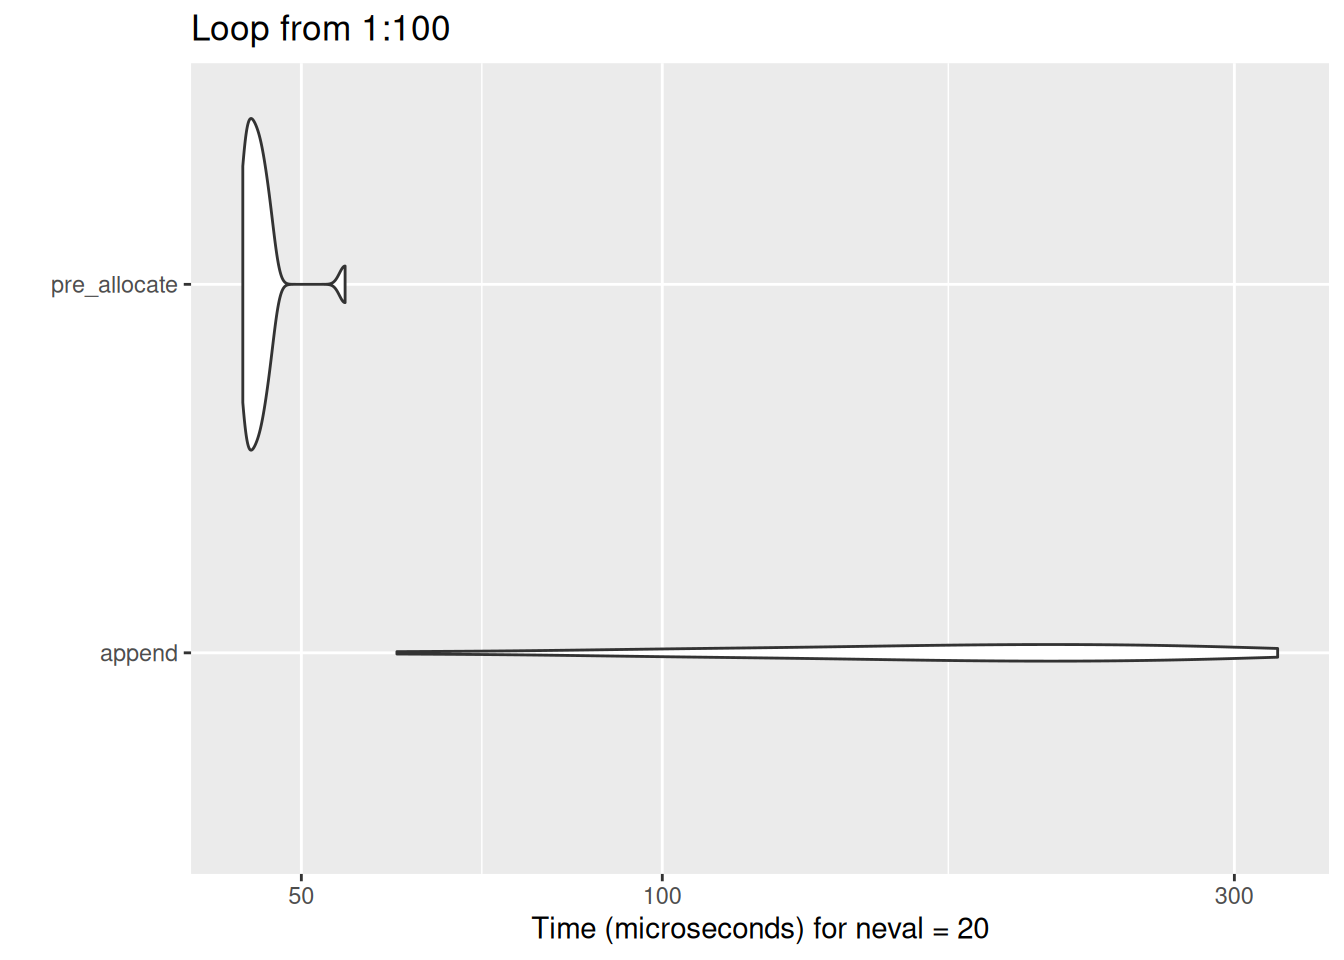 Loop from 1:100
pre_allocate
append
50
100
300
Time (microseconds) for neval = 20